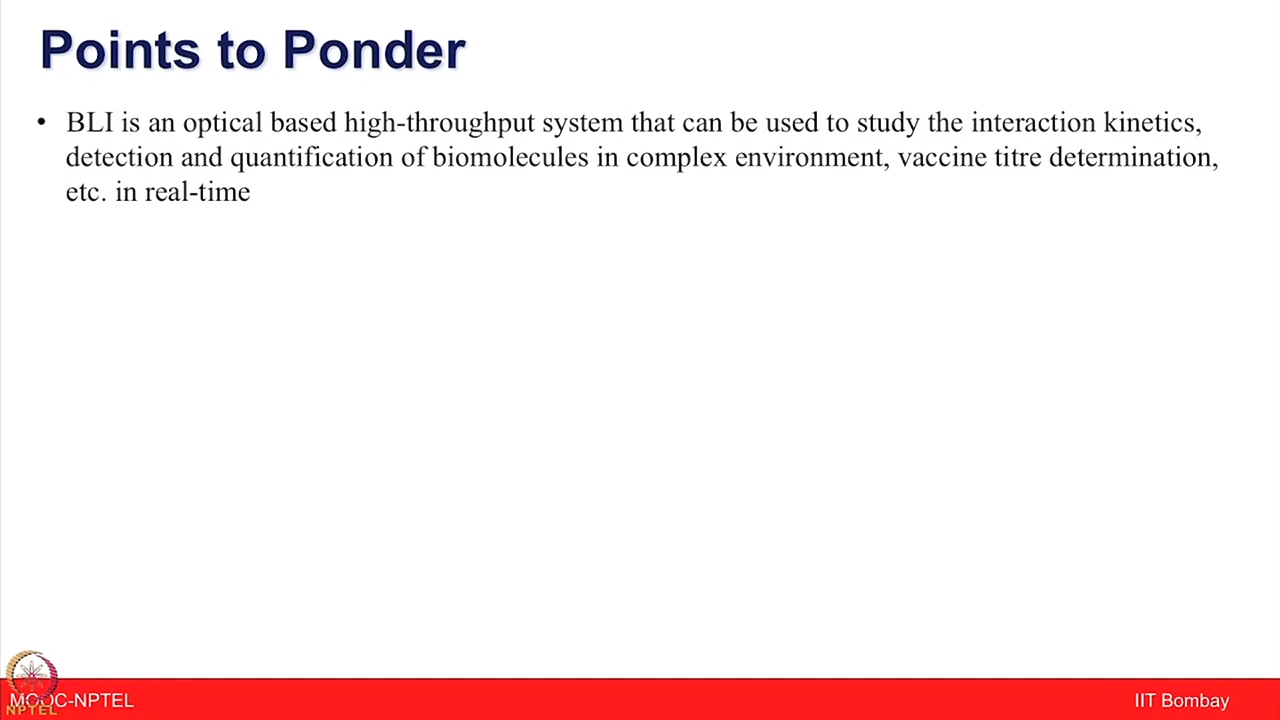 Points to Ponder
• BLI is an optical based high-throughput system that can be used to study the interaction kinetics,
detection and quantification of biomolecules in complex environment, vaccine titre determination,
etc. in real-time
MOOC-NPTEL
NPTEL
IIT Bombay